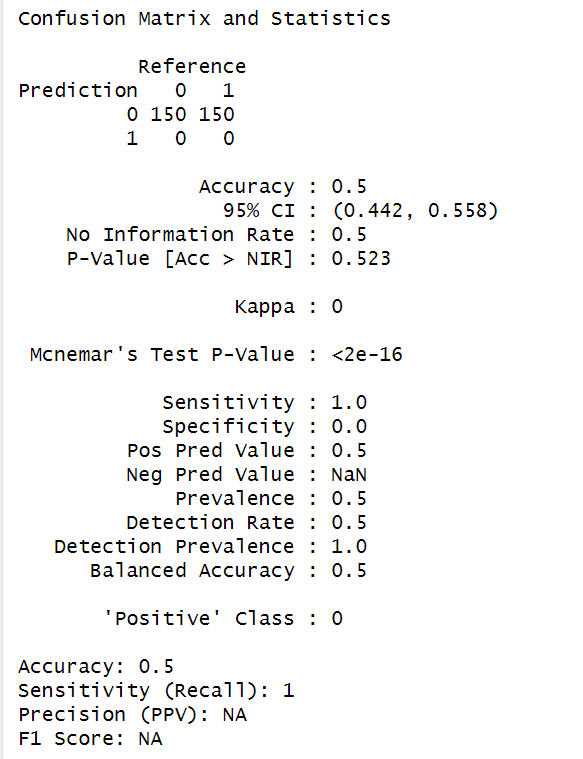 Confusion Matrix and Statistics
Reference
Prediction 0 1
0 150 150
1 0 0
Accuracy : 0.5
95% CI : (0.442, 0.558)
No Information Rate : 0.5
P-Value [Acc > NIR] : 0.523
Kappa : 0
Mcnemar's Test P-Value : <2e-16
Sensitivity : 1.0
Specificity : 0.0
Pos Pred Value : 0.5
Neg Pred Value : NaN
Prevalence : 0.5
Detection Rate : 0.5
Detection Prevalence : 1.0
Balanced Accuracy : 0.5
'Positive' Class : 0
Accuracy: 0.5
Sensitivity (Recall): 1
Precision (PPV): NA
F1 Score: NA